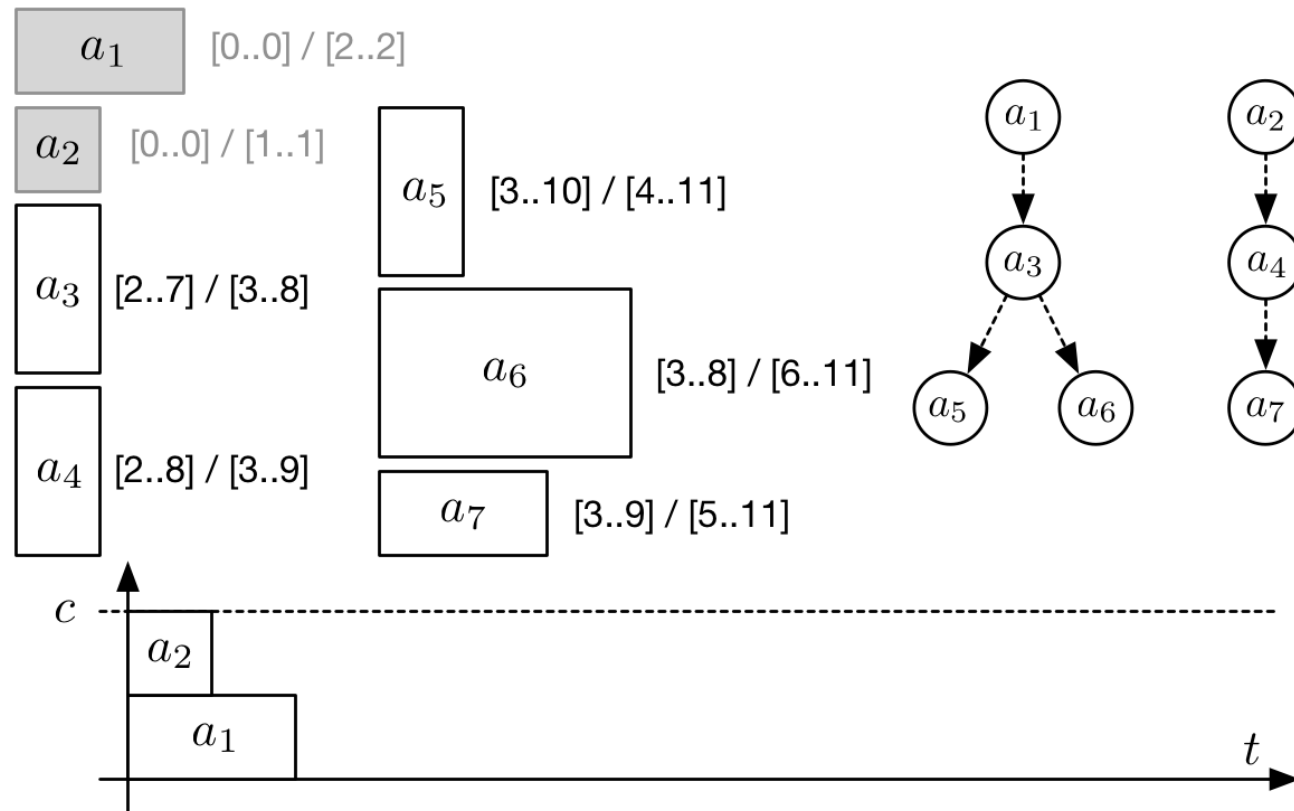 a₁ [0..0] / [2..2]
a₂ [0..0] / [1..1]
a₃ [2..7] / [3..8]
a₄ [2..8] / [3..9]
a₅ [3..10] / [4..11]
a₆ [3..8] / [6..11]
a₇ [3..9] / [5..11]
a₁ a₂
a₃ a₄
a₅ a₆ a₇
c
a₂
a₁
t